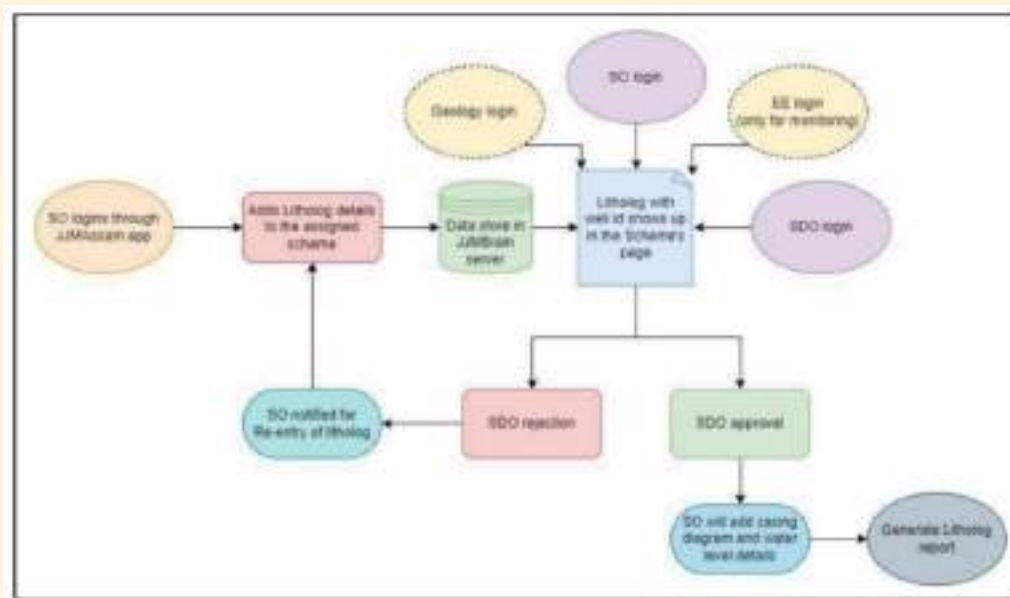 SO login
Geology login
EE login
(only for monitoring)
SO logins through
JJMAssam app
Adds Litholog details
to the assigned
scheme
Data store in
JJMBrain
server
Litholog with
well id shows up
in the Scheme's
page
SDO login
SO notified for
Re-entry of litholog
SDO rejection
SDO approval
SO will add casing
diagram and water
level details
Generate Litholog
report